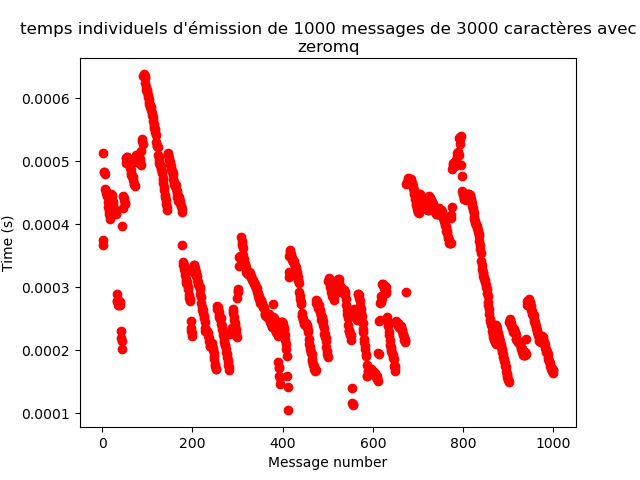 temps individuels d'émission de 1000 messages de 3000 caractères avec
zeromq
0.0006
0.0005
0.0004
0.0003
0.0002
0.0001
Time (s)
0 200 400 600 800 1000
Message number